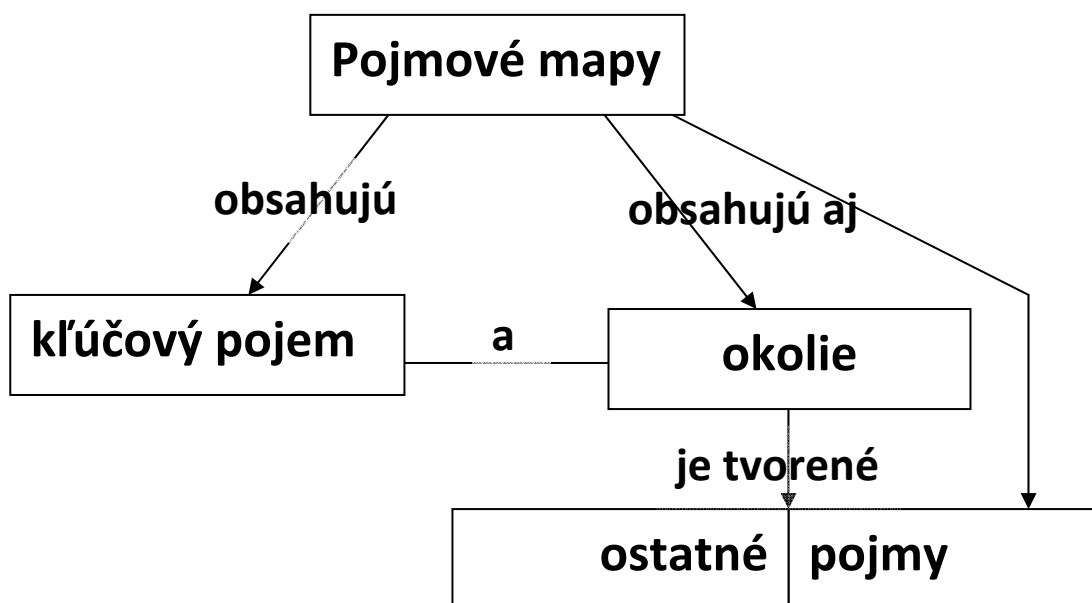 Pojmové mapy
obsahujú
obsahujú aj
kľúčový pojem
a
okolie
je tvorené
ostatné pojmy